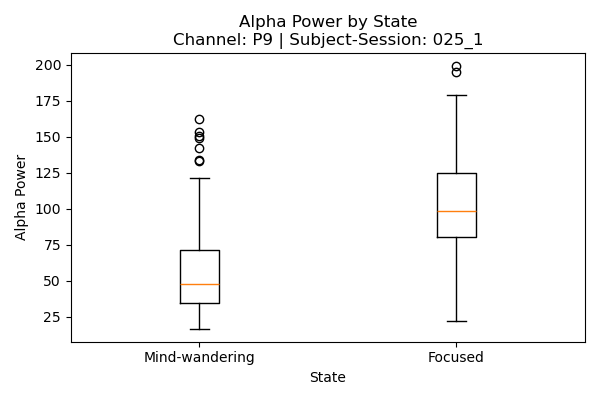 Alpha Power by State
Channel: P9 | Subject-Session: 025_1
200
175
150
125
100
75
50
25
Alpha Power
Mind-wandering
Focused
State